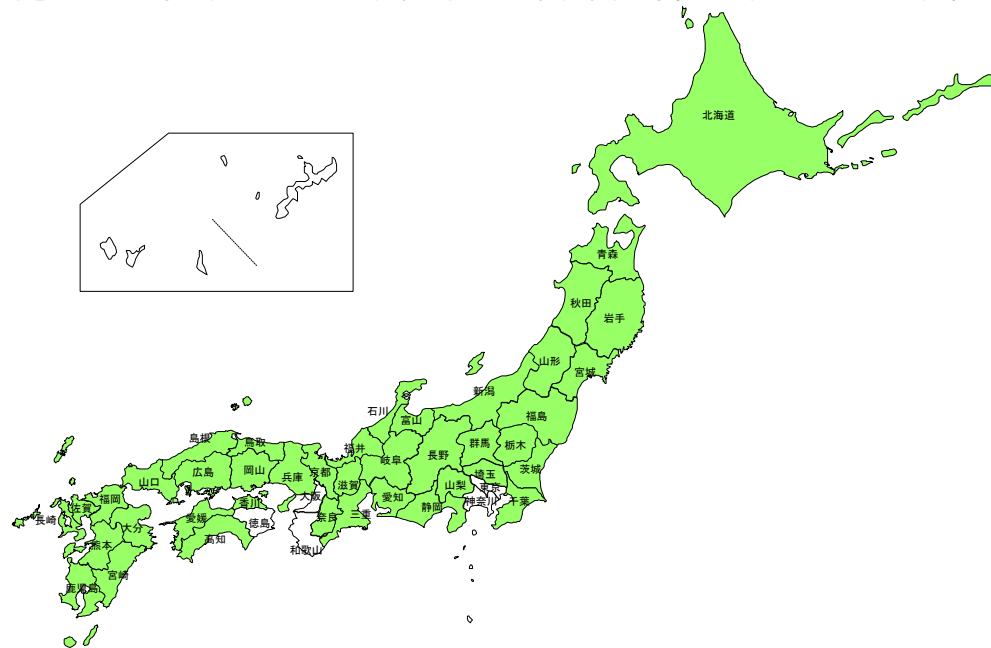 北海道
青森
秋田
岩手
山形
宮城
新潟
石川
富山
福島
島根
鳥取
福井
群馬
栃木
長野
岐阜
茨城
広島
岡山
兵庫
京都
滋賀
埼玉
山口
山梨
東京
大阪
愛知
福岡
香川
静岡
神奈川
千葉
佐賀
長崎
愛媛
徳島
奈良
三重
大分
高知
熊本
和歌山
宮崎
鹿児島